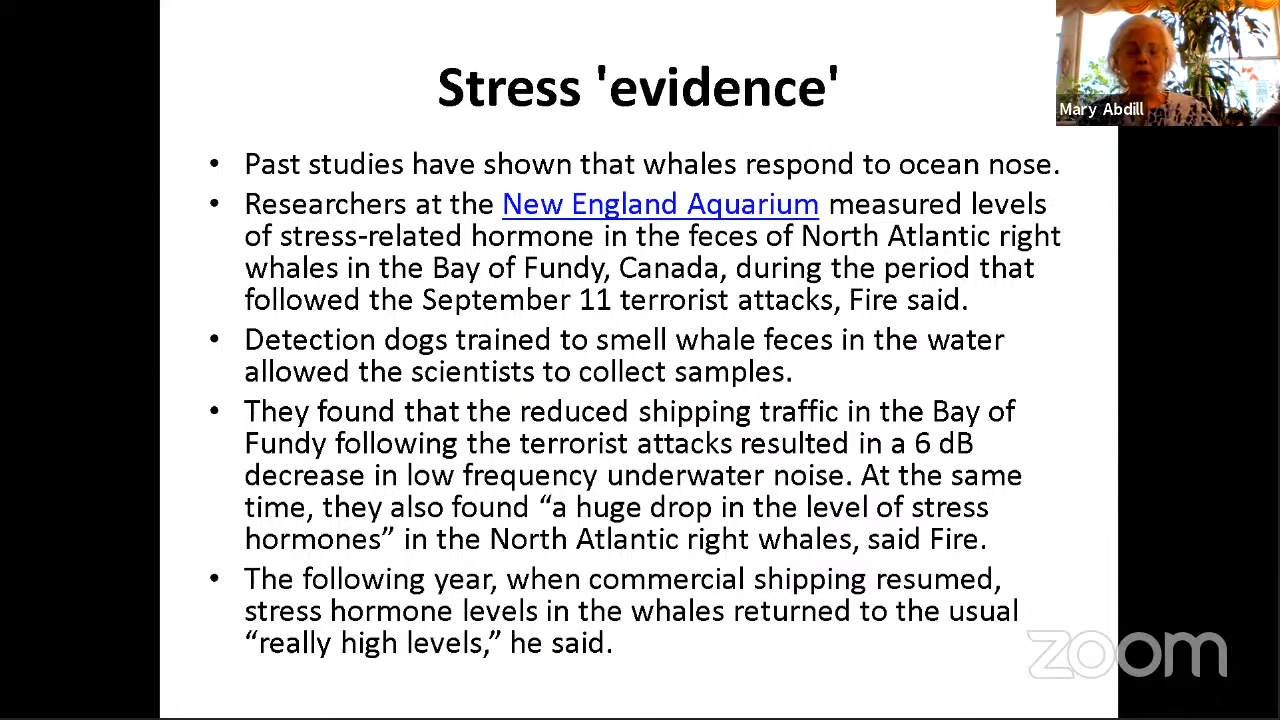 Stress 'evidence'
Mary Abdill
• Past studies have shown that whales respond to ocean nose.
• Researchers at the New England Aquarium measured levels
of stress-related hormone in the feces of North Atlantic right
whales in the Bay of Fundy, Canada, during the period that
followed the September 11 terrorist attacks, Fire said.
• Detection dogs trained to smell whale feces in the water
allowed the scientists to collect samples.
• They found that the reduced shipping traffic in the Bay of
Fundy following the terrorist attacks resulted in a 6 dB
decrease in low frequency underwater noise. At the same
time, they also found “a huge drop in the level of stress
hormones” in the North Atlantic right whales, said Fire.
• The following year, when commercial shipping resumed,
stress hormone levels in the whales returned to the usual
“really high levels,” he said.
zoom